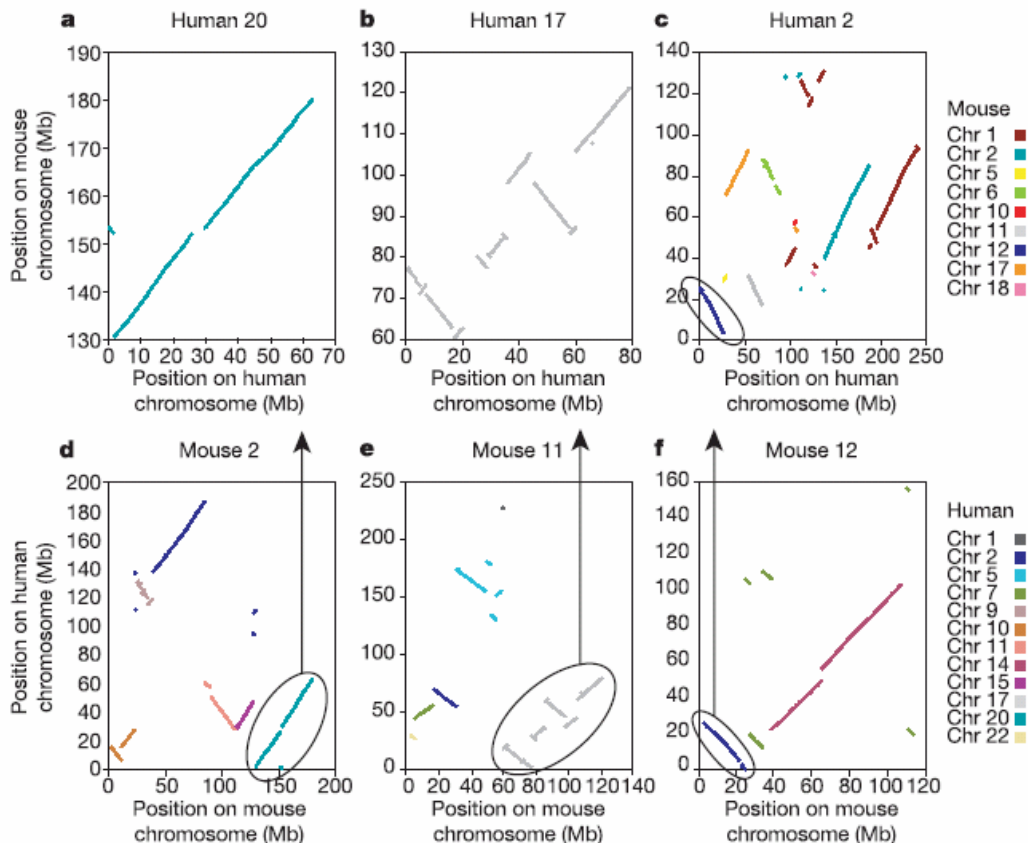 a Human 20
190
180
170
160
150
140
130
0 10 20 30 40 50 60 70
Position on mouse
chromosome (Mb)
Position on human
chromosome (Mb)
b Human 17
130
120
110
100
90
80
70
60
0 20 40 60 80
Position on human
chromosome (Mb)
c Human 2
140
120
100
80
60
40
20
0
0 50 100 150 200 250
Position on human
chromosome (Mb)
Mouse
Chr 1
Chr 2
Chr 5
Chr 6
Chr 10
Chr 11
Chr 12
Chr 17
Chr 18
d Mouse 2
200
180
160
140
120
100
80
60
40
20
0
0 50 100 150 200
Position on human
chromosome (Mb)
Position on mouse
chromosome (Mb)
e Mouse 11
250
200
150
100
50
0
0 20 40 60 80 100 140
Position on mouse
chromosome (Mb)
f Mouse 12
160
140
120
100
80
60
40
20
0
0 20 40 60 80 100 120
Position on mouse
chromosome (Mb)
Human
Chr 1
Chr 2
Chr 5
Chr 7
Chr 9
Chr 10
Chr 11
Chr 14
Chr 15
Chr 17
Chr 20
Chr 22